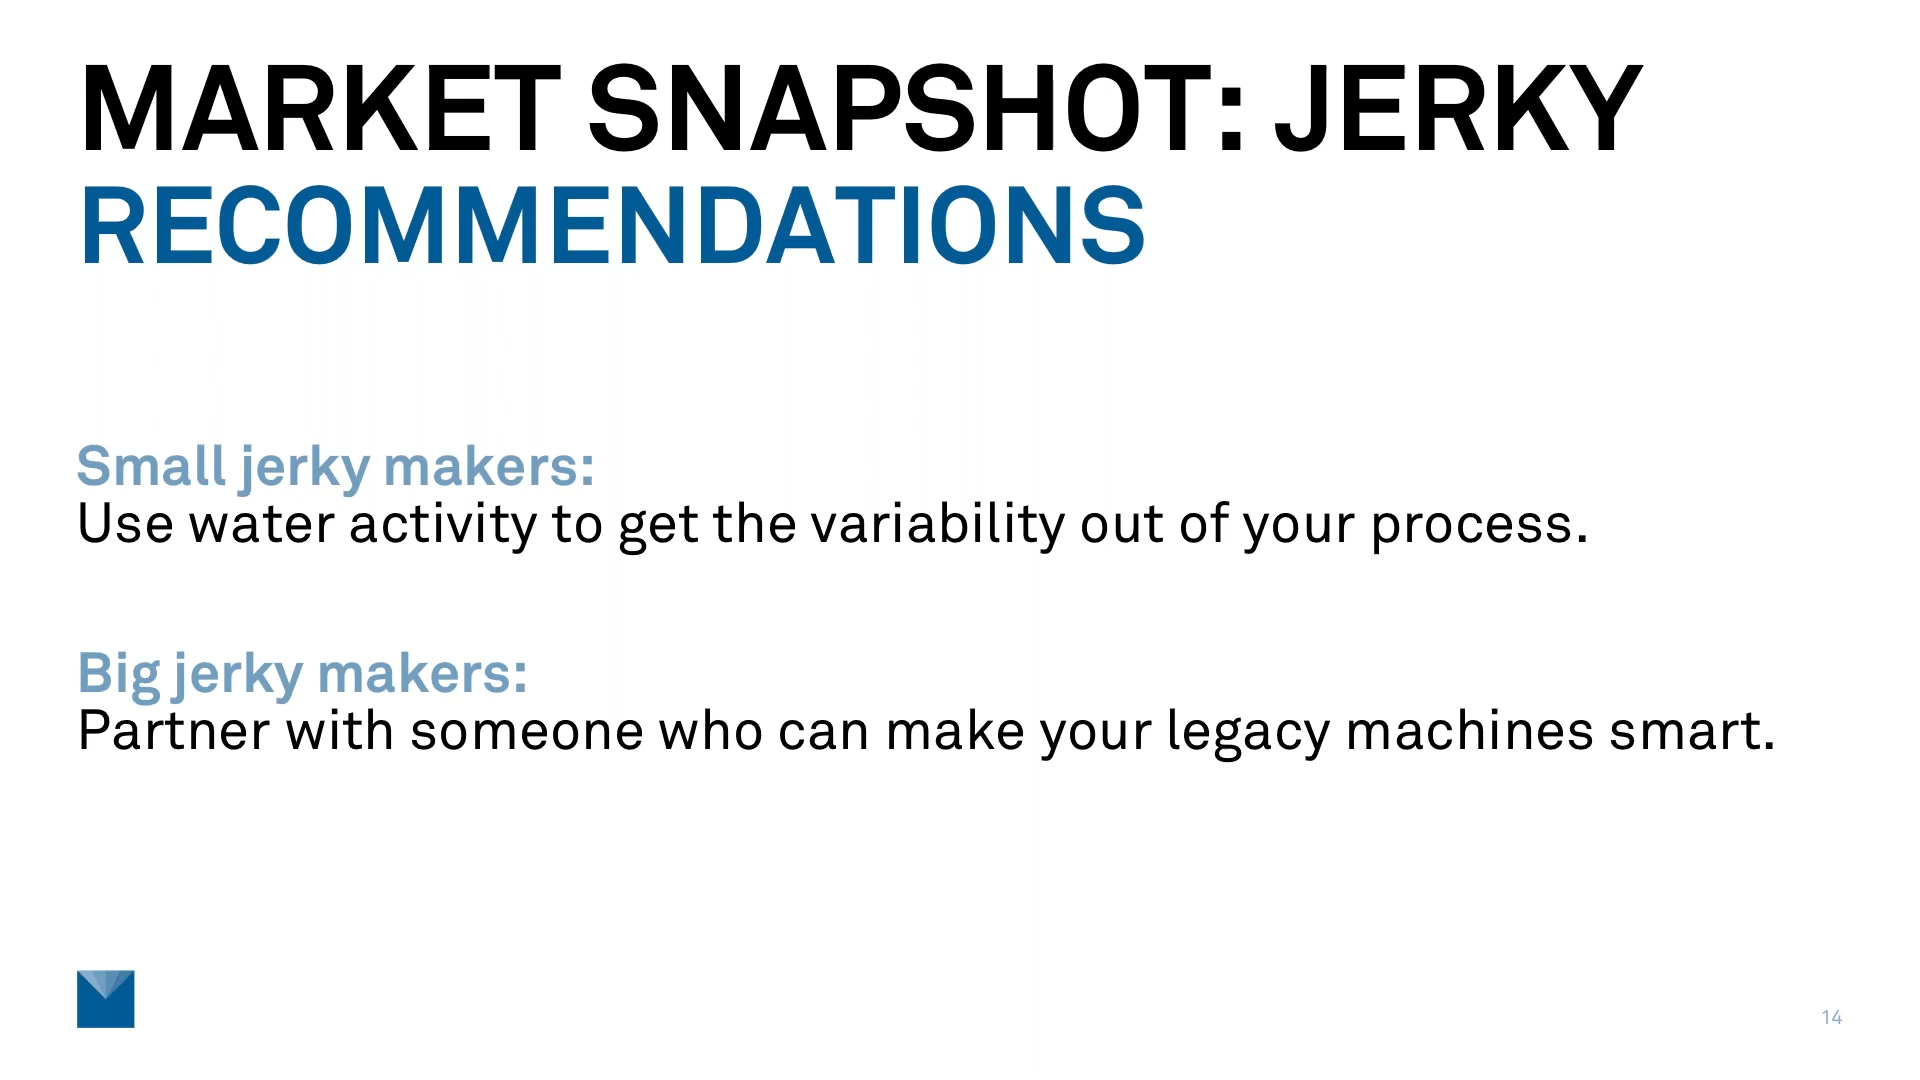 MARKET SNAPSHOT: JERKY
RECOMMENDATIONS
Small jerky makers:
Use water activity to get the variability out of your process.
Big jerky makers:
Partner with someone who can make your legacy machines smart.
14